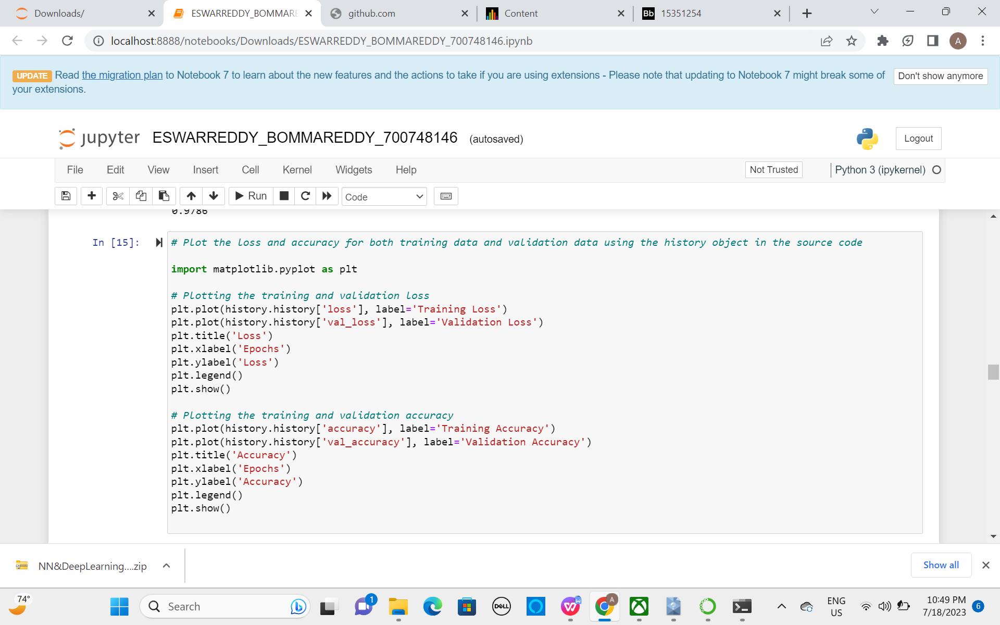 Downloads/
ESWARREDDY_BOMMARE
github.com
Content
Bb 15351254
localhost:8888/notebooks/Downloads/ESWARREDDY_BOMMAREDDY_700748146.ipynb
A
UPDATE Read the migration plan to Notebook 7 to learn about the new features and the actions to take if you are using extensions - Please note that updating to Notebook 7 might break some of
your extensions.
Don't show anymore
jupyter ESWARREDDY_BOMMAREDDY_700748146 (autosaved)
Logout
File Edit View Insert Cell Kernel Widgets Help
Not Trusted
Python 3 (ipykernel)
Run
Code
0.9786
In [15]:
# Plot the loss and accuracy for both training data and validation data using the history object in the source code
import matplotlib.pyplot as plt
# Plotting the training and validation loss
plt.plot(history.history['loss'], label='Training Loss')
plt.plot(history.history['val_loss'], label='Validation Loss')
plt.title('Loss')
plt.xlabel('Epochs')
plt.ylabel('Loss')
plt.legend()
plt.show()
# Plotting the training and validation accuracy
plt.plot(history.history['accuracy'], label='Training Accuracy')
plt.plot(history.history['val_accuracy'], label='Validation Accuracy')
plt.title('Accuracy')
plt.xlabel('Epochs')
plt.ylabel('Accuracy')
plt.legend()
plt.show()
NN&DeepLearning....zip
Show all
74°
Search
1
DELL
W
A
ENG
US
10:49 PM
7/18/2023
6